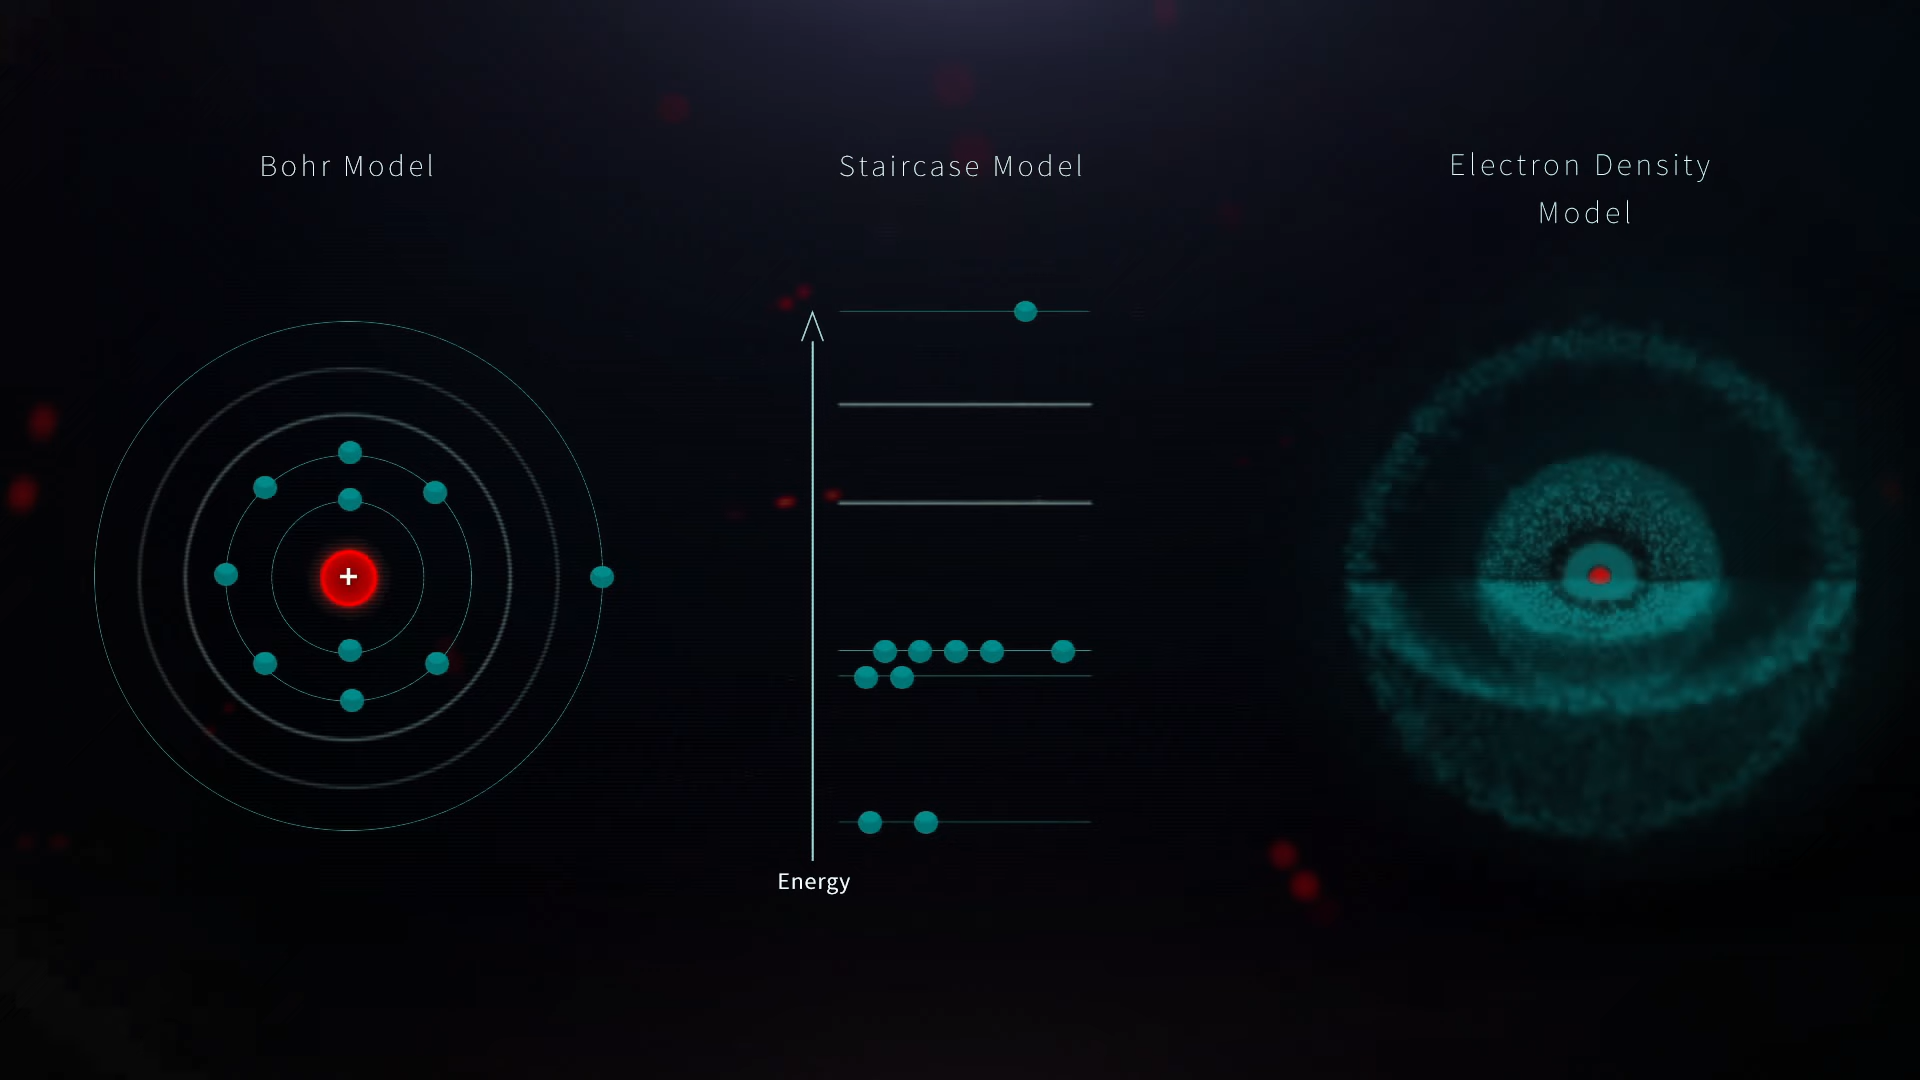 Bohr Model
Staircase Model
Electron Density
Model
+
Energy